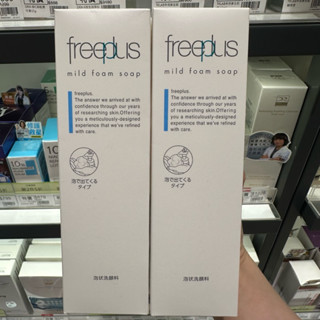 freeplus
mild foam soap
freeplus.
The answer we arrived at with
confidence through our years
of researching skin.Offering
you a meticulously-designed
experience that we've refined
with care.
泡で出てくる
タイプ
泡状洗顔料
freeplus
mild foam soap
freeplus.
The answer we arrived at with
confidence through our years
of researching skin.Offering
you a meticulously-designed
experience that we've refined
with care.
泡で出てくる
タイプ
泡状洗顔料